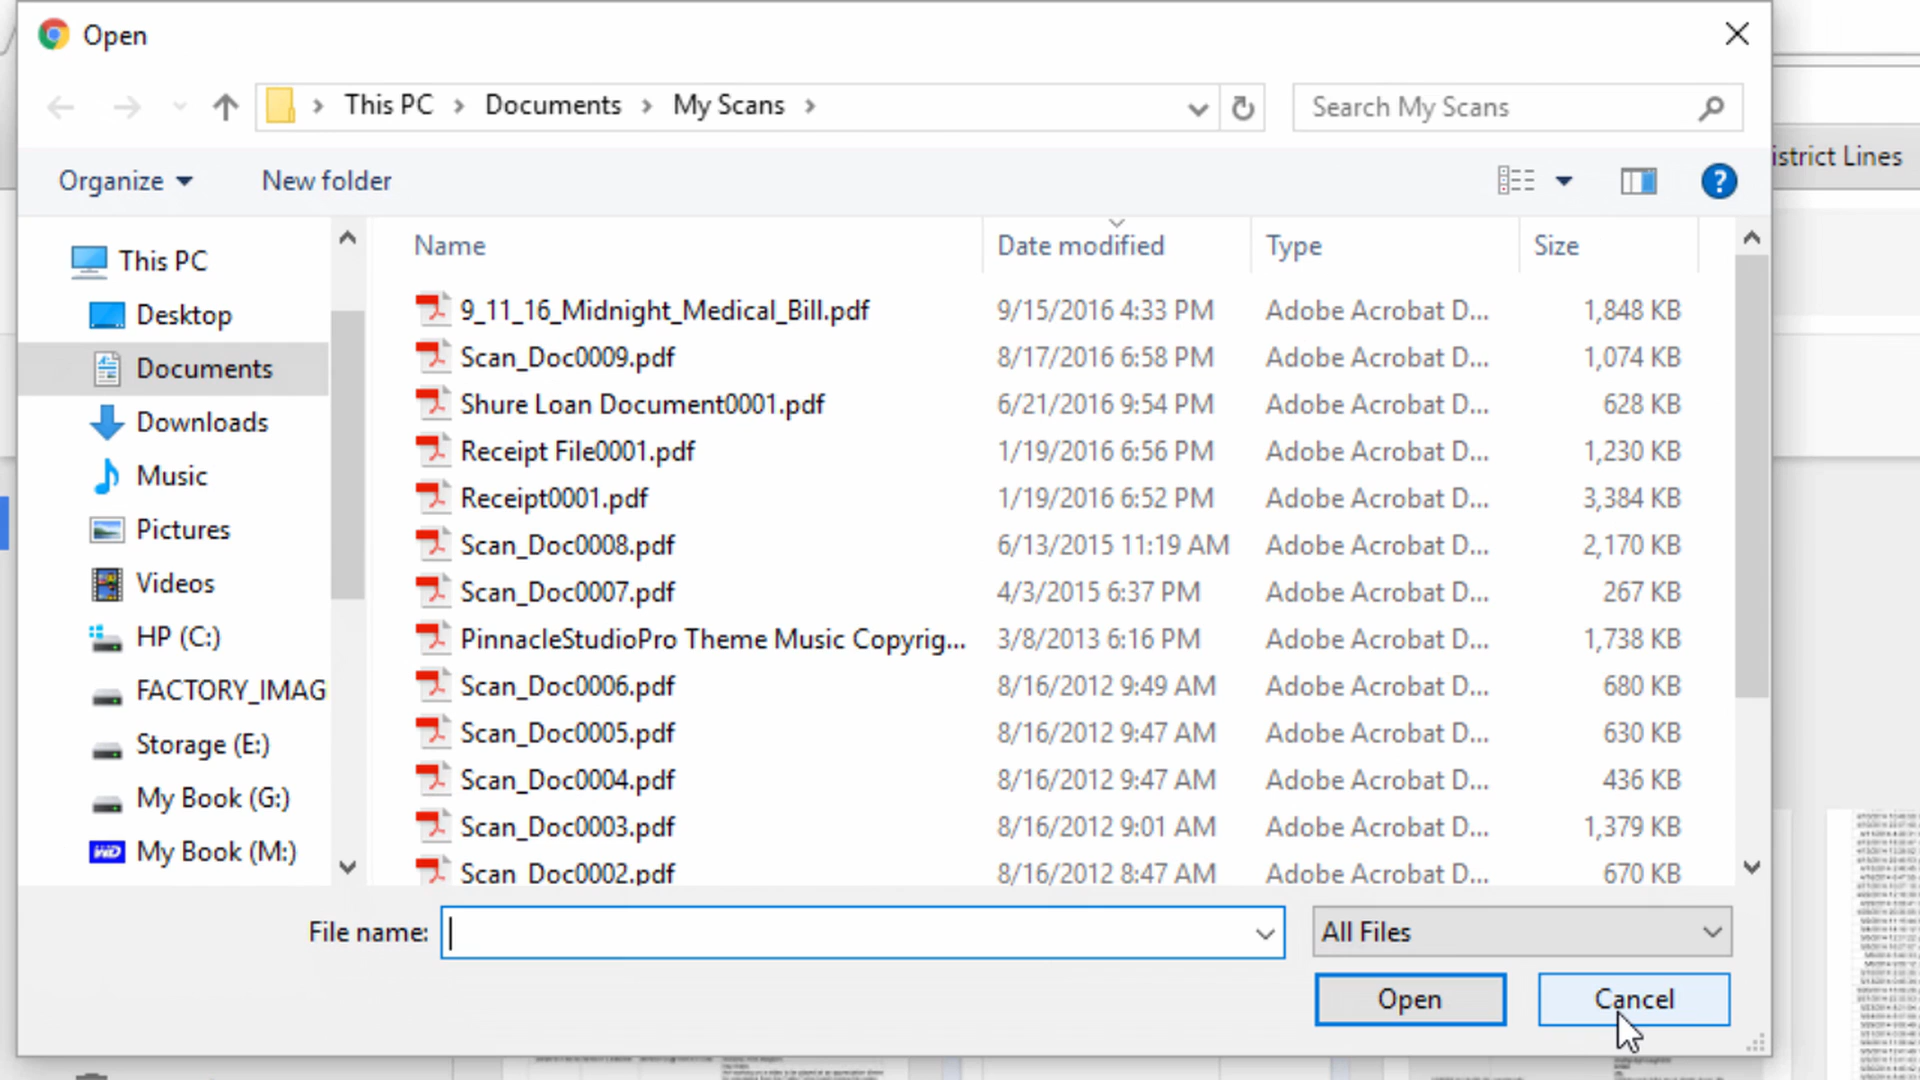 Open
This PC > Documents > My Scans >
Search My Scans
istrict Lines
Organize
New folder
This PC
Desktop
Documents
Downloads
Music
Pictures
Videos
HP (C:)
FACTORY_IMAG
Storage (E:)
My Book (G:)
My Book (M:)
Name Date modified Type Size
9_11_16_Midnight_Medical_Bill.pdf 9/15/2016 4:33 PM Adobe Acrobat D... 1,848 KB
Scan_Doc0009.pdf 8/17/2016 6:58 PM Adobe Acrobat D... 1,074 KB
Shure Loan Document0001.pdf 6/21/2016 9:54 PM Adobe Acrobat D... 628 KB
Receipt File0001.pdf 1/19/2016 6:56 PM Adobe Acrobat D... 1,230 KB
Receipt0001.pdf 1/19/2016 6:52 PM Adobe Acrobat D... 3,384 KB
Scan_Doc0008.pdf 6/13/2015 11:19 AM Adobe Acrobat D... 2,170 KB
Scan_Doc0007.pdf 4/3/2015 6:37 PM Adobe Acrobat D... 267 KB
PinnacleStudioPro Theme Music Copyrig... 3/8/2013 6:16 PM Adobe Acrobat D... 1,738 KB
Scan_Doc0006.pdf 8/16/2012 9:49 AM Adobe Acrobat D... 680 KB
Scan_Doc0005.pdf 8/16/2012 9:47 AM Adobe Acrobat D... 630 KB
Scan_Doc0004.pdf 8/16/2012 9:47 AM Adobe Acrobat D... 436 KB
Scan_Doc0003.pdf 8/16/2012 9:01 AM Adobe Acrobat D... 1,379 KB
Scan_Doc0002.pdf 8/16/2012 8:47 AM Adobe Acrobat D... 670 KB
File name:
All Files
Open
Cancel